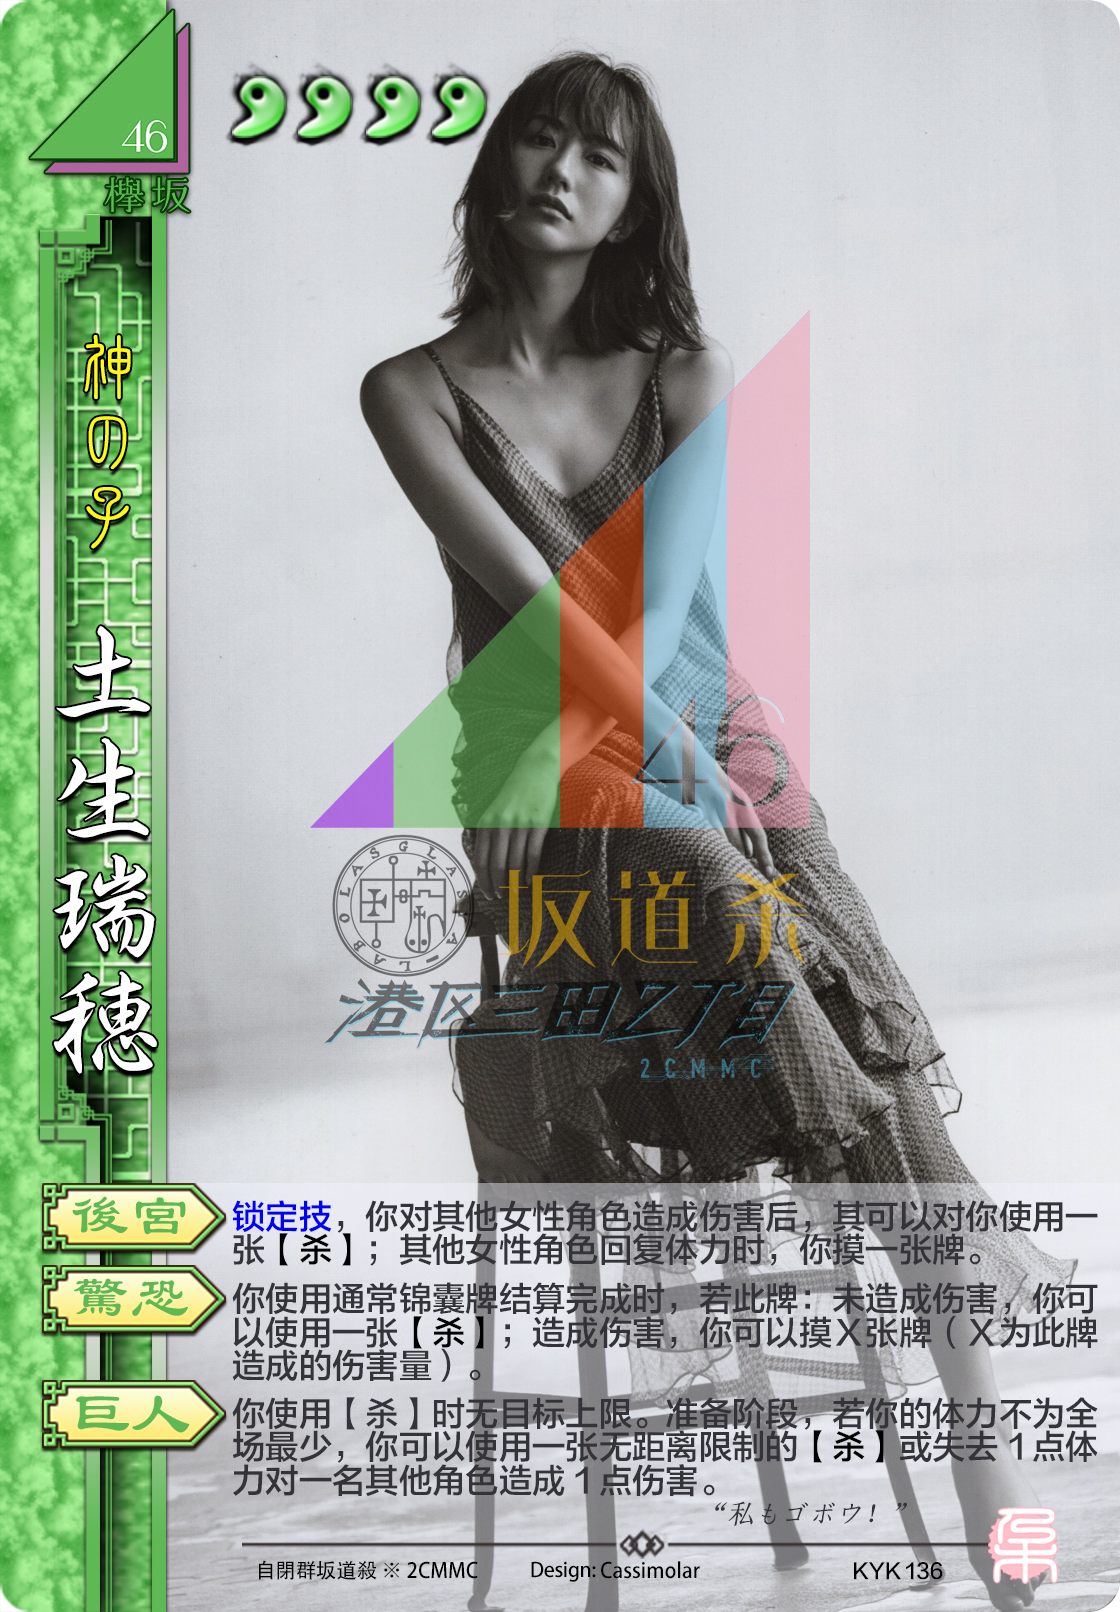 46
欅坂
神の子
土生瑞穂
46
GLASYA LABOLAS
坂道杀
港区三田2丁目
2CMMC
後宮
锁定技，你对其他女性角色造成伤害后，其可以对你使用一
张【杀】；其他女性角色回复体力时，你摸一张牌。
驚恐
你使用通常锦囊牌结算完成时，若此牌：未造成伤害，你可
以使用一张【杀】；造成伤害，你可以摸X张牌（X为此牌
造成的伤害量）。
巨人
你使用【杀】时无目标上限。准备阶段，若你的体力不为全
场最少，你可以使用一张无距离限制的【杀】或失去1点体
力对一名其他角色造成1点伤害。
“私もゴボウ！”
自閉群坂道殺 ※ 2CMMC
Design: Cassimolar
KYK 136